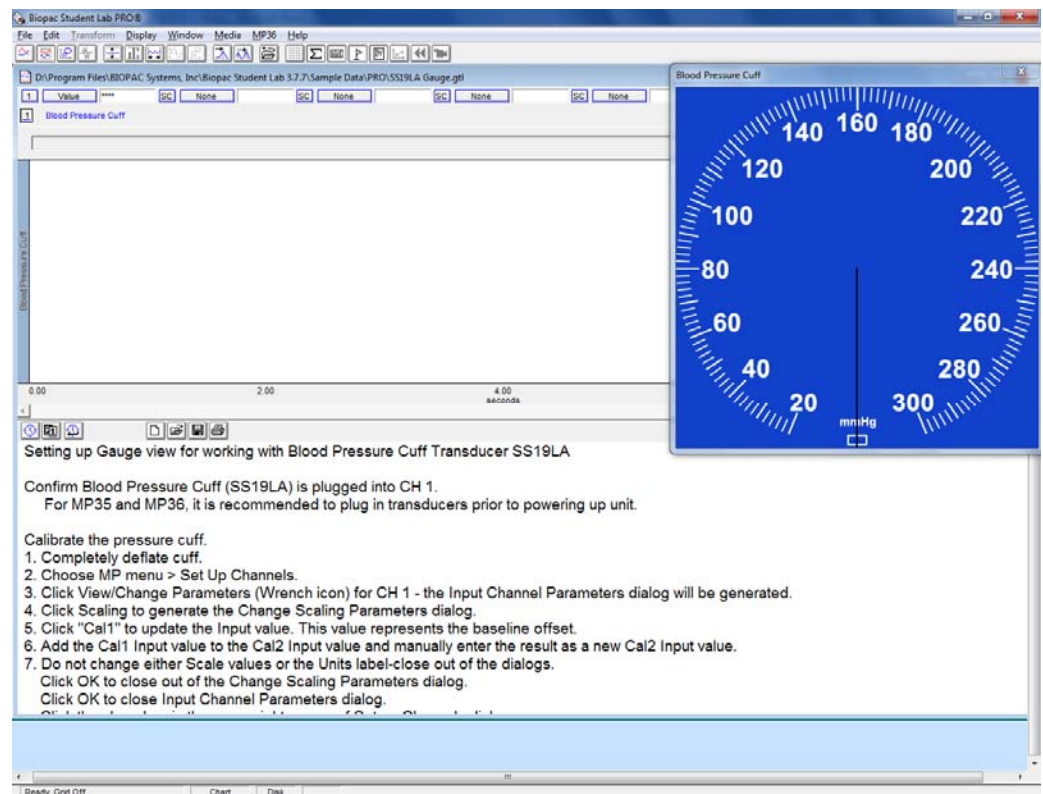 Biopac Student Lab PRO®
File Edit Transform Display Window Media MP36 Help
D:\Program Files\BIOPAC Systems, Inc\Biopac Student Lab 3.7.7\Sample Data\PRO\SS19LA Gauge.gtl
1 Value **** SC None SC None SC None SC None
1 Blood Pressure Cuff
Blood Pressure Cuff
0.00 2.00 4.00
seconds
Blood Pressure Cuff
160
140 180
120 200
100 220
80 240
60 260
40 280
20 300
mmHg
Setting up Gauge view for working with Blood Pressure Cuff Transducer SS19LA
Confirm Blood Pressure Cuff (SS19LA) is plugged into CH 1.
For MP35 and MP36, it is recommended to plug in transducers prior to powering up unit.
Calibrate the pressure cuff.
1. Completely deflate cuff.
2. Choose MP menu > Set Up Channels.
3. Click View/Change Parameters (Wrench icon) for CH 1 - the Input Channel Parameters dialog will be generated.
4. Click Scaling to generate the Change Scaling Parameters dialog.
5. Click "Cal1" to update the Input value. This value represents the baseline offset.
6. Add the Cal1 Input value to the Cal2 Input value and manually enter the result as a new Cal2 Input value.
7. Do not change either Scale values or the Units label-close out of the dialogs.
Click OK to close out of the Change Scaling Parameters dialog.
Click OK to close Input Channel Parameters dialog.
Ready, Grid Off Chart Disk